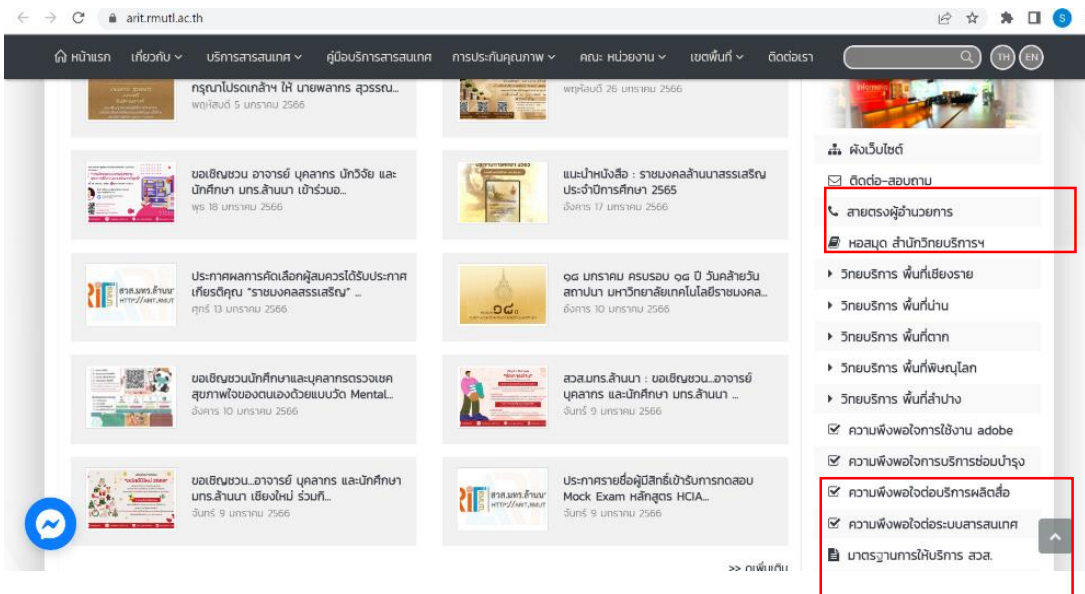 arit.rmutl.ac.th
S
หน้าแรก เกี่ยวกับ บริการสารสนเทศ คู่มือบริการสารสนเทศ การประกันคุณภาพ คณะ หน่วยงาน เขตพื้นที่ ติดต่อเรา TH EN
กรุณาโปรดเกล้าฯ ให้ นายพลากร สุวรรณ...
พฤหัสบดี 5 มกราคม 2566
พฤหัสบดี 26 มกราคม 2566
ขอเชิญชวน อาจารย์ บุคลากร นักวิจัย และ
นักศึกษา มทร.ล้านนา เข้าร่วมอ...
พุธ 18 มกราคม 2566
แนะนำหนังสือ : ราชมงคลล้านนาสรรเสริญ
ประจำปีการศึกษา 2565
อังคาร 17 มกราคม 2566
ประกาศผลการคัดเลือกผู้สมควรได้รับประกาศ
เกียรติคุณ "ราชมงคลสรรเสริญ" ...
ศุกร์ 13 มกราคม 2566
สวส.มทร.ล้านนา
HTTP://ARIT.RMUT
๑๘ มกราคม ครบรอบ ๑๘ ปี วันคล้ายวัน
สถาปนา มหาวิทยาลัยเทคโนโลยีราชมงคล...
อังคาร 10 มกราคม 2566
ขอเชิญชวนนักศึกษาและบุคลากรตรวจเชค
สุขภาพใจของตนเองด้วยแบบวัด Mental...
อังคาร 10 มกราคม 2566
สวส.มทร.ล้านนา : ขอเชิญชวน...อาจารย์
บุคลากร และนักศึกษา มทร.ล้านนา ...
จันทร์ 9 มกราคม 2566
ขอเชิญชวน...อาจารย์ บุคลากร และนักศึกษา
มทร.ล้านนา เชียงใหม่ ร่วมกิ...
จันทร์ 9 มกราคม 2566
สวส.มทร.ล้านนา
HTTP://ARIT.RMUT
ประกาศรายชื่อผู้มีสิทธิ์เข้ารับการทดสอบ
Mock Exam หลักสูตร HCIA...
จันทร์ 9 มกราคม 2566
>> ดูเพิ่มเติม
ผังเว็บไซต์
ติดต่อ-สอบถาม
สายตรงผู้อำนวยการ
หอสมุด สำนักวิทยบริการฯ
วิทยบริการ พื้นที่เชียงราย
วิทยบริการ พื้นที่น่าน
วิทยบริการ พื้นที่ตาก
วิทยบริการ พื้นที่พิษณุโลก
วิทยบริการ พื้นที่ลำปาง
ความพึงพอใจการใช้งาน adobe
ความพึงพอใจการบริการซ่อมบำรุง
ความพึงพอใจต่อบริการผลิตสื่อ
ความพึงพอใจต่อระบบสารสนเทศ
มาตรฐานการให้บริการ สวส.